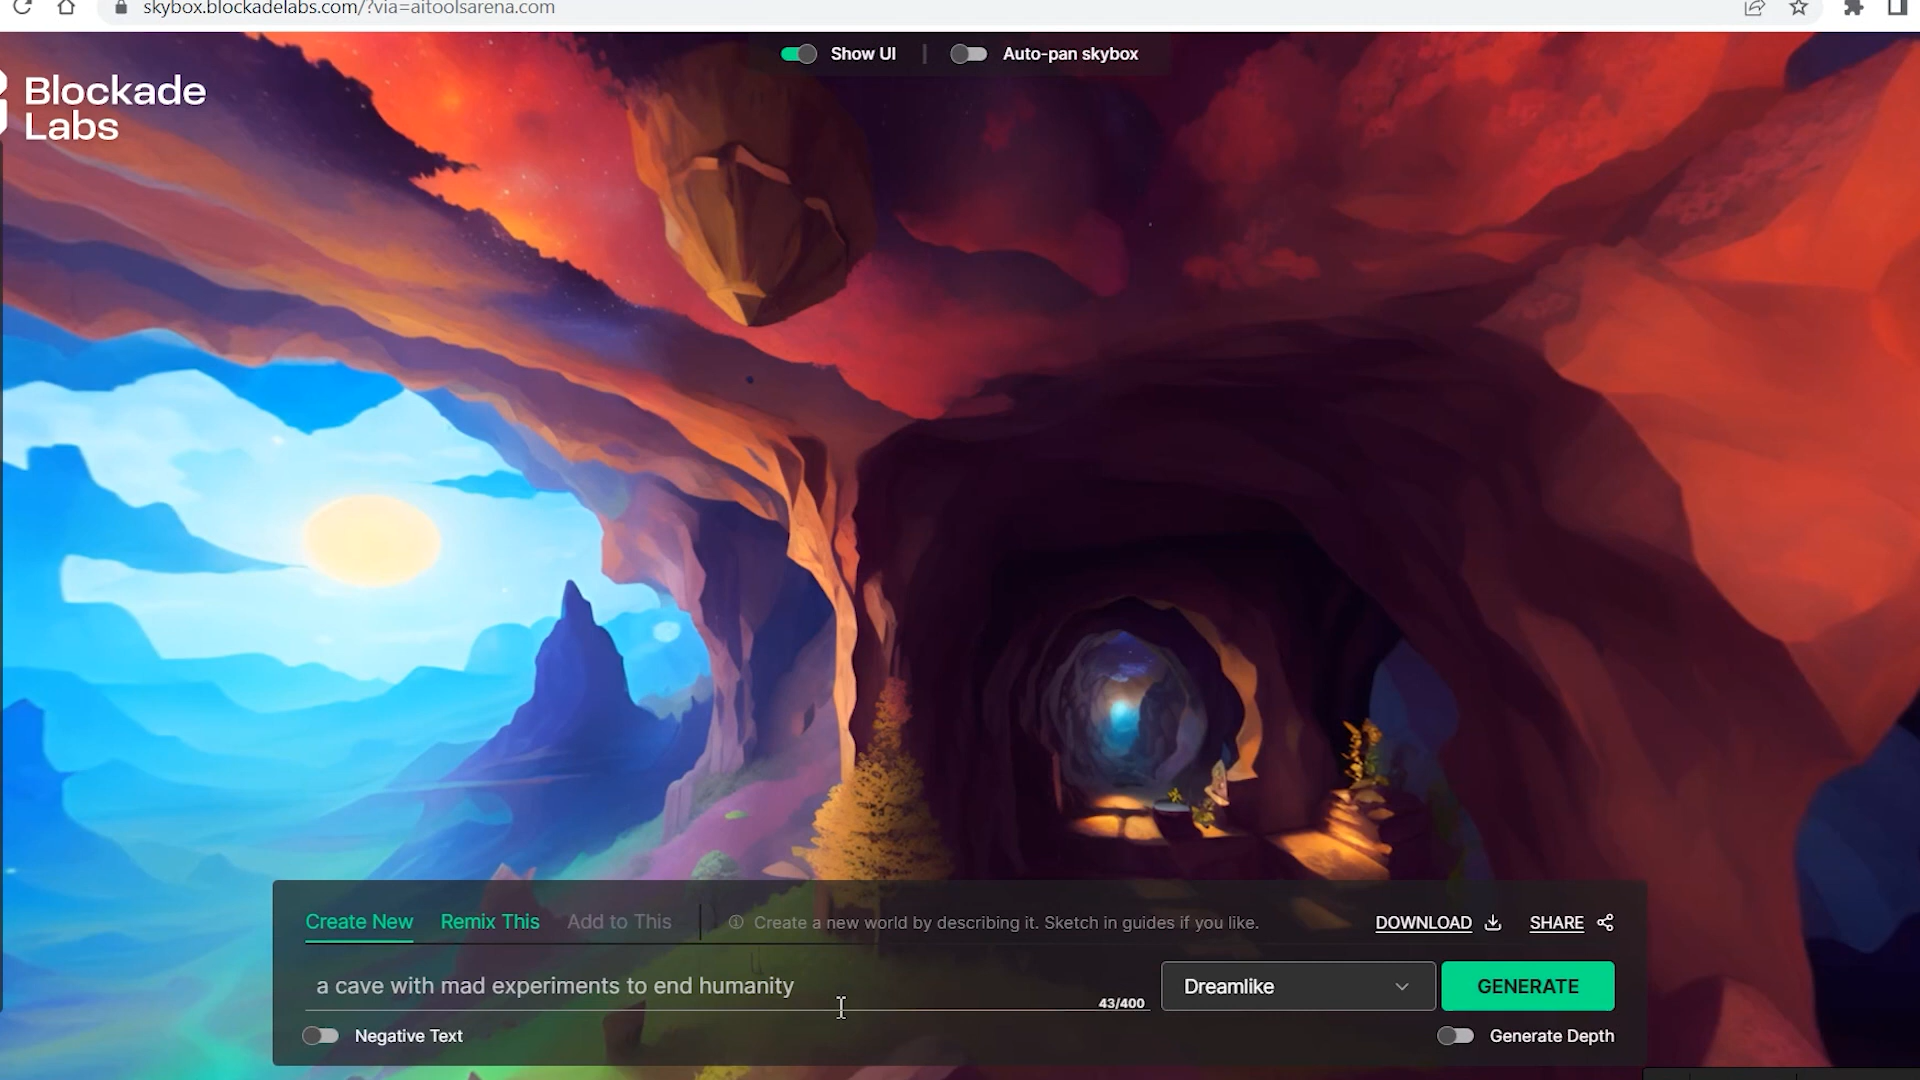 skybox.blockadelabs.com/?via=aitoolsarena.com
Show UI | Auto-pan skybox
Blockade
Labs
Create New Remix This Add to This Create a new world by describing it. Sketch in guides if you like. DOWNLOAD SHARE
a cave with mad experiments to end humanity 43/400 Dreamlike GENERATE
Negative Text Generate Depth